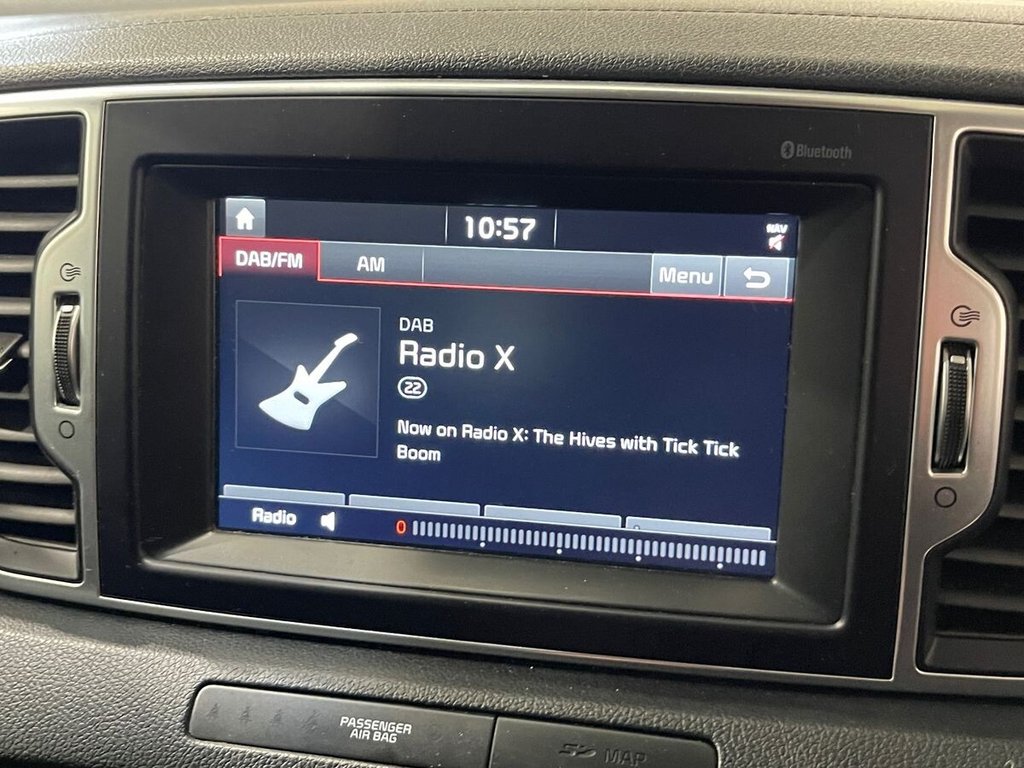 Bluetooth
10:57
NAV
DAB/FM
AM
Menu
DAB
Radio X
22
Now on Radio X: The Hives with Tick Tick
Boom
Radio
0
PASSENGER
AIR BAG
MAP